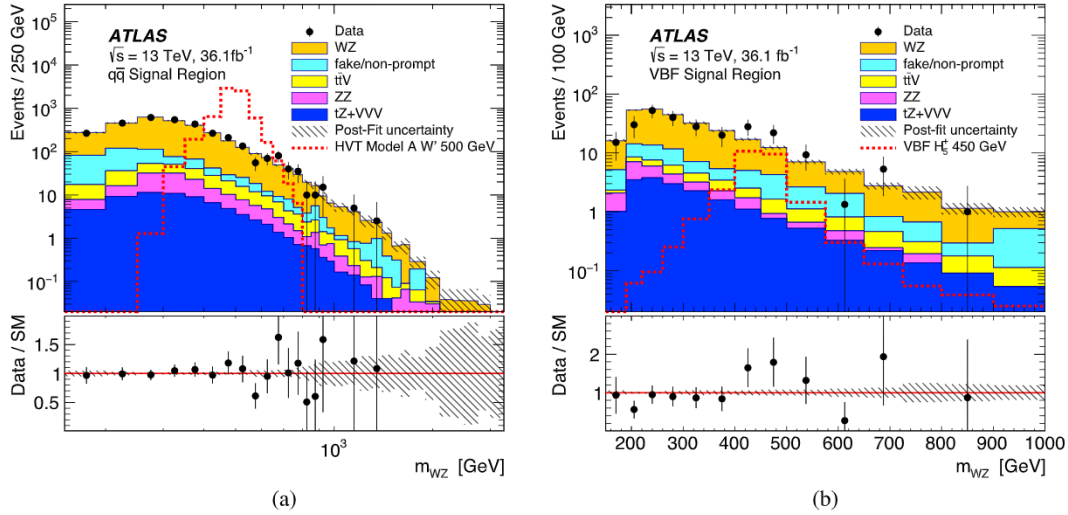 Events / 250 GeV
10⁵
10⁴
10³
10²
10
1
10⁻¹
ATLAS
√s = 13 TeV, 36.1fb⁻¹
qq̄ Signal Region
Data
WZ
fake/non-prompt
tt̄V
ZZ
tZ+VVV
Post-Fit uncertainty
HVT Model A W' 500 GeV
Data / SM
1.5
1
0.5
10³
m_WZ [GeV]
(a)
Events / 100 GeV
10⁴
10³
10²
10
1
10⁻¹
ATLAS
√s = 13 TeV, 36.1 fb⁻¹
VBF Signal Region
Data
WZ
fake/non-prompt
tt̄V
ZZ
tZ+VVV
Post-fit uncertainty
VBF H₅⁺ 450 GeV
Data / SM
2
1
200 300 400 500 600 700 800 900 1000
m_WZ [GeV]
(b)